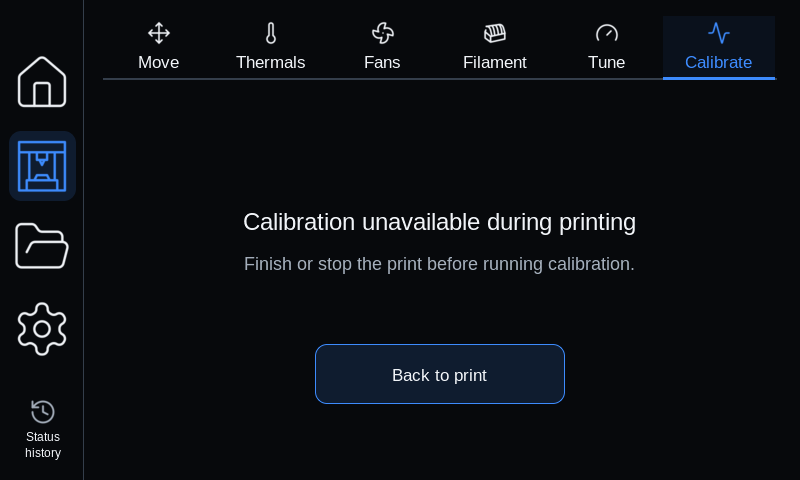 Move
Thermals
Fans
Filament
Tune
Calibrate
Calibration unavailable during printing
Finish or stop the print before running calibration.
Back to print
Status
history